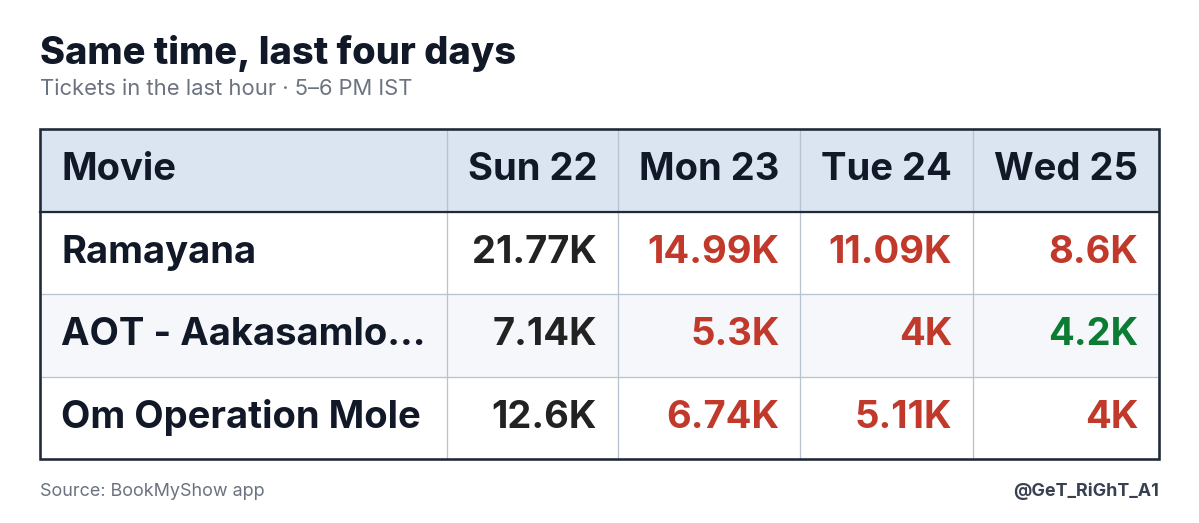 Same time, last four days
Tickets in the last hour · 5–6 PM IST
Movie Sun 22 Mon 23 Tue 24 Wed 25
Ramayana 21.77K 14.99K 11.09K 8.6K
AOT - Aakasamlo... 7.14K 5.3K 4K 4.2K
Om Operation Mole 12.6K 6.74K 5.11K 4K
Source: BookMyShow app @GeT_RiGhT_A1